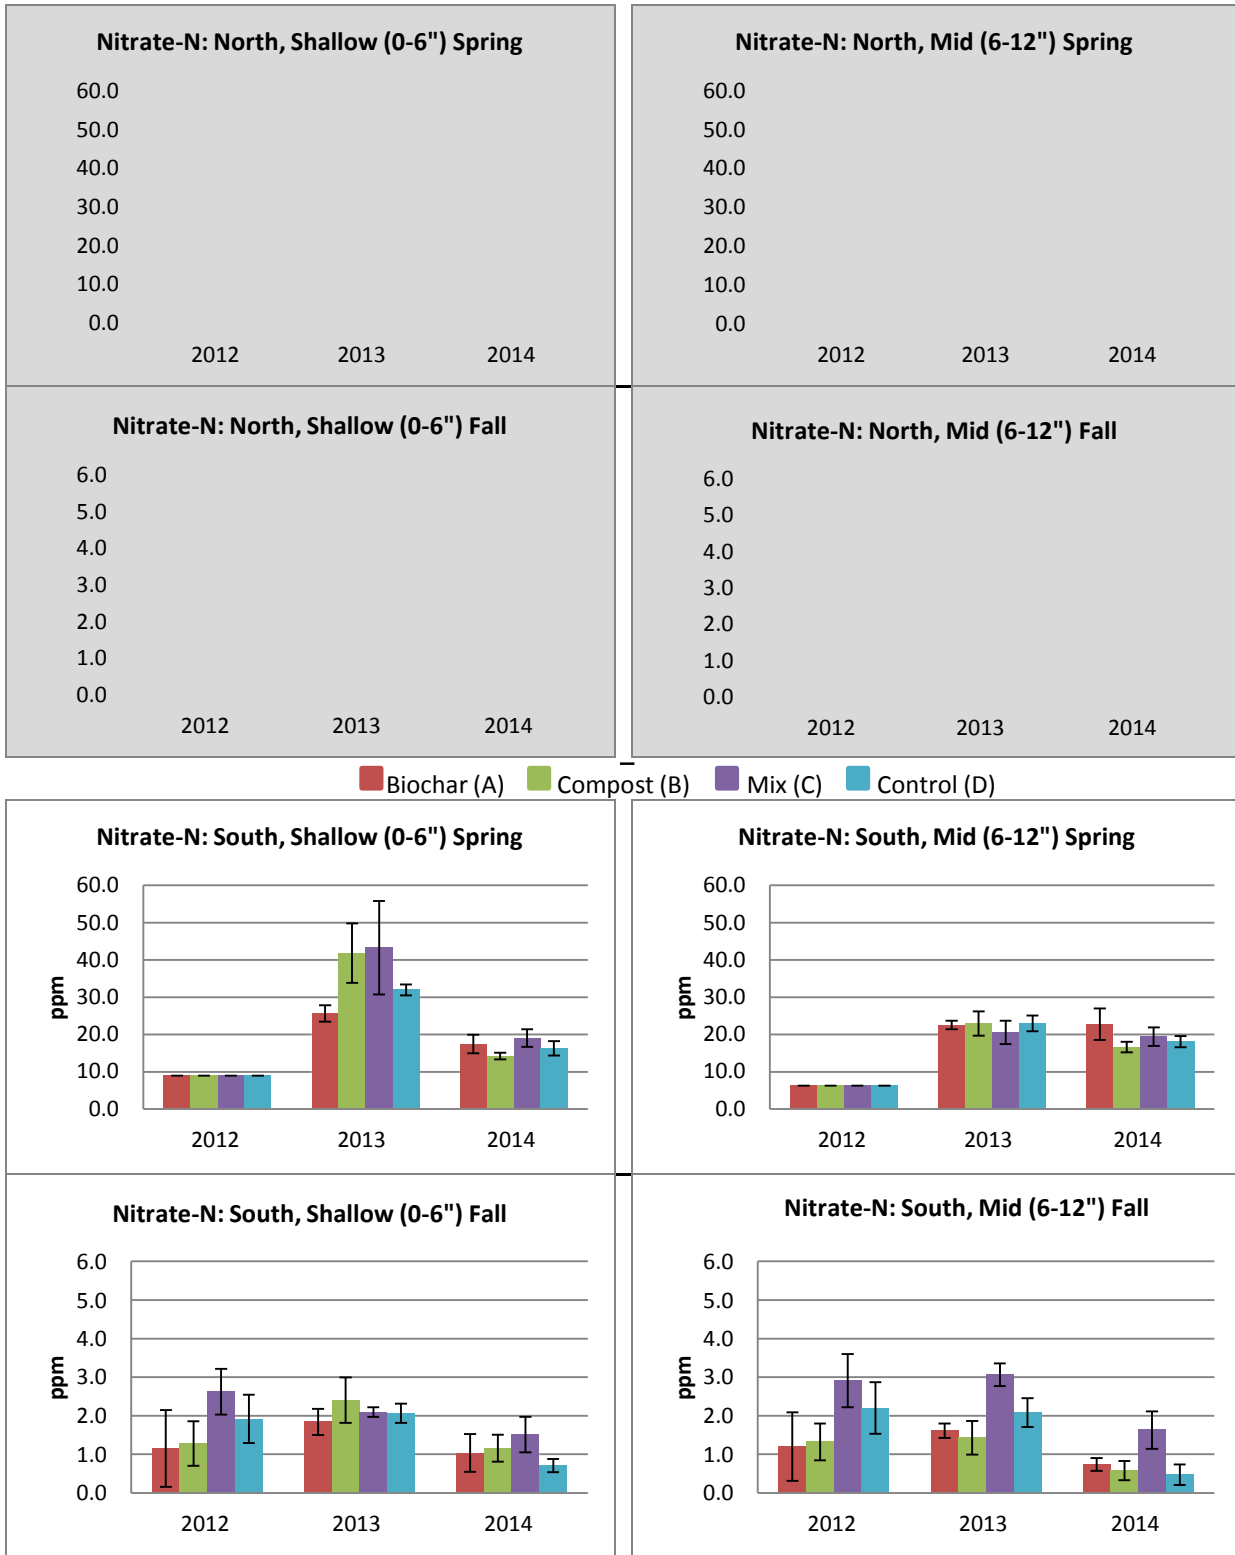 Nitrate-N: North, Shallow (0-6") Spring
60.0
50.0
40.0
30.0
20.0
10.0
0.0
2012 2013 2014
Nitrate-N: North, Mid (6-12") Spring
60.0
50.0
40.0
30.0
20.0
10.0
0.0
2012 2013 2014
Nitrate-N: North, Shallow (0-6") Fall
6.0
5.0
4.0
3.0
2.0
1.0
0.0
2012 2013 2014
Nitrate-N: North, Mid (6-12") Fall
6.0
5.0
4.0
3.0
2.0
1.0
0.0
2012 2013 2014
Biochar (A) Compost (B) Mix (C) Control (D)
Nitrate-N: South, Shallow (0-6") Spring
60.0
50.0
40.0
30.0
20.0
10.0
0.0
ppm
2012 2013 2014
Nitrate-N: South, Mid (6-12") Spring
60.0
50.0
40.0
30.0
20.0
10.0
0.0
ppm
2012 2013 2014
Nitrate-N: South, Shallow (0-6") Fall
6.0
5.0
4.0
3.0
2.0
1.0
0.0
ppm
2012 2013 2014
Nitrate-N: South, Mid (6-12") Fall
6.0
5.0
4.0
3.0
2.0
1.0
0.0
ppm
2012 2013 2014